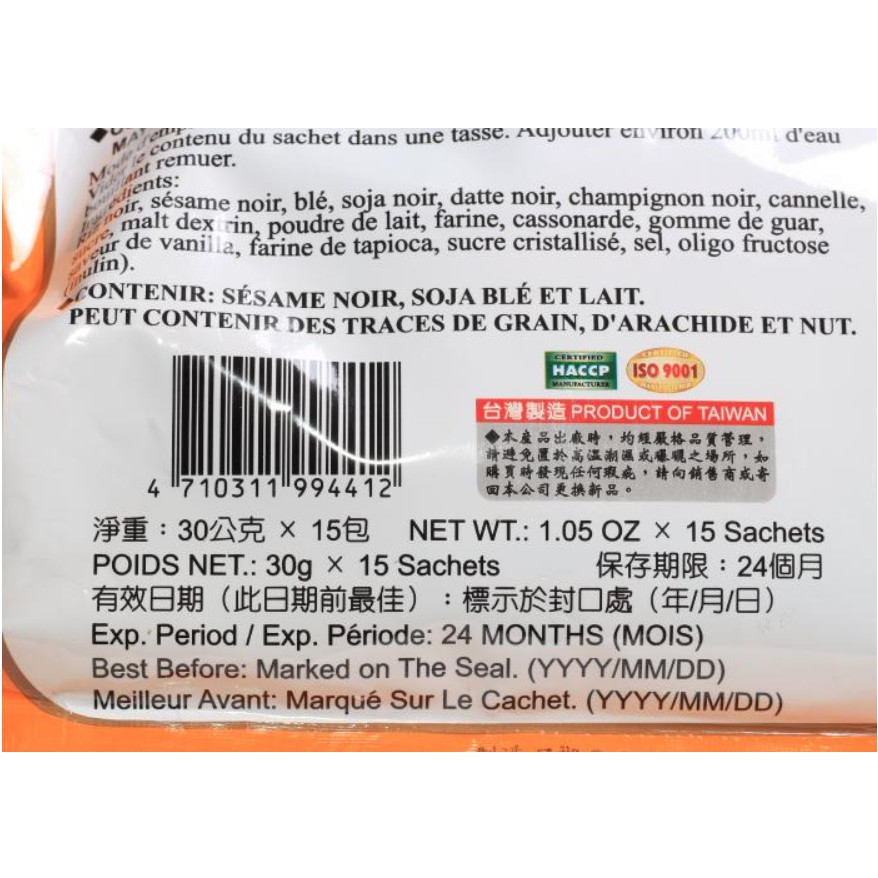 contenu du sachet dans une tasse. Adjouter environ 200ml d'eau
remuer.
noir, sésame noir, blé, soja noir, datte noir, champignon noir, cannelle,
sucre, malt dextrin, poudre de lait, farine, cassonarde, gomme de guar,
de vanilla, farine de tapioca, sucre cristallisé, sel, oligo fructose
(inulin).
CONTENIR: SÉSAME NOIR, SOJA BLÉ ET LAIT.
PEUT CONTENIR DES TRACES DE GRAIN, D'ARACHIDE ET NUT.
CERTIFIED
HACCP
MANUFACTURER
CERTIFIED
ISO 9001
MANUFACTURER
台灣製造 PRODUCT OF TAIWAN
◆本產品出廠時，均經嚴格品質管理，
請避免置於高溫潮濕或曝曬之場所，如
購買時發現任何瑕疵，請向銷售商或寄
回本公司更換新品。
4 710311 994412
淨重：30公克 × 15包 NET WT.: 1.05 OZ × 15 Sachets
POIDS NET.: 30g × 15 Sachets 保存期限：24個月
有效日期（此日期前最佳）：標示於封口處（年/月/日）
Exp. Period / Exp. Période: 24 MONTHS (MOIS)
Best Before: Marked on The Seal. (YYYY/MM/DD)
Meilleur Avant: Marqué Sur Le Cachet. (YYYY/MM/DD)